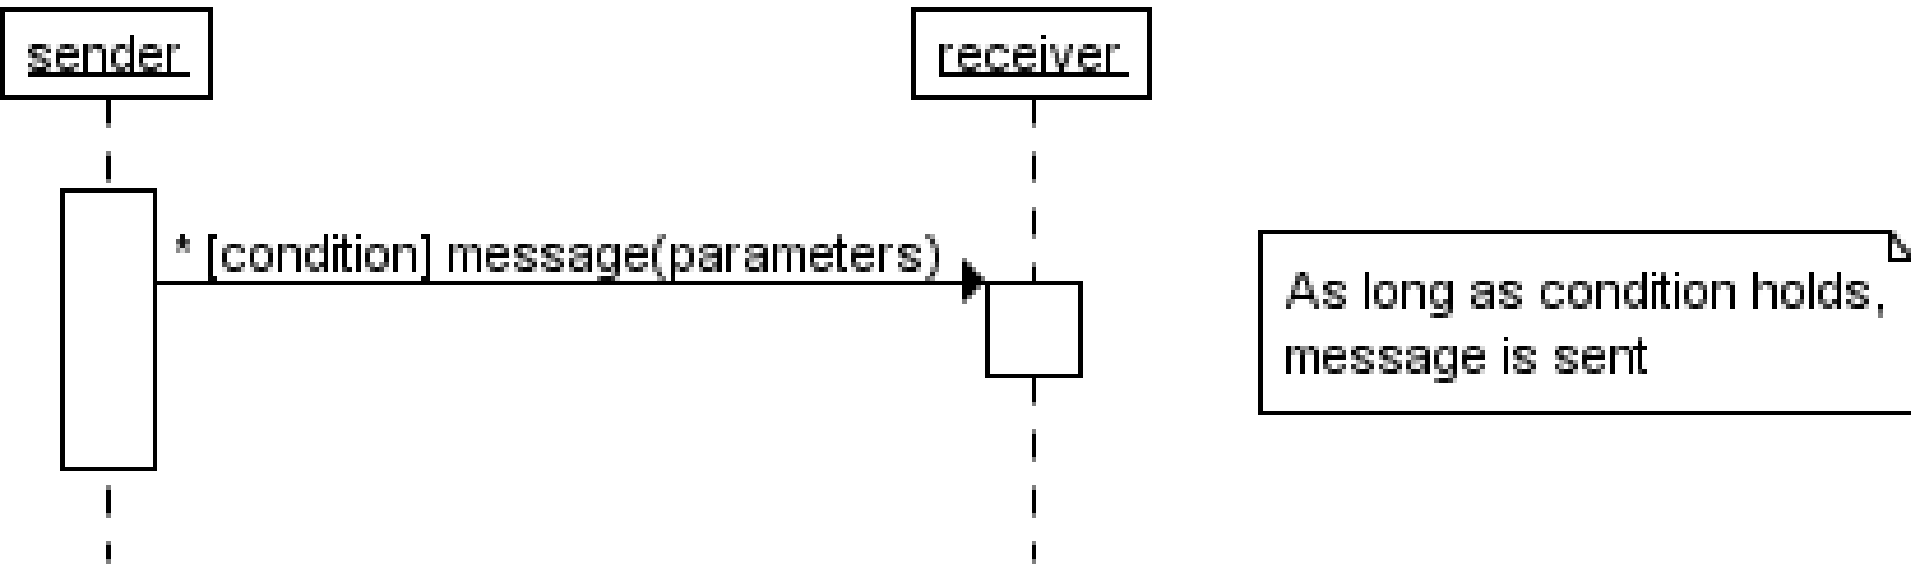 sender
receiver
* [condition] message(parameters)
As long as condition holds,
message is sent